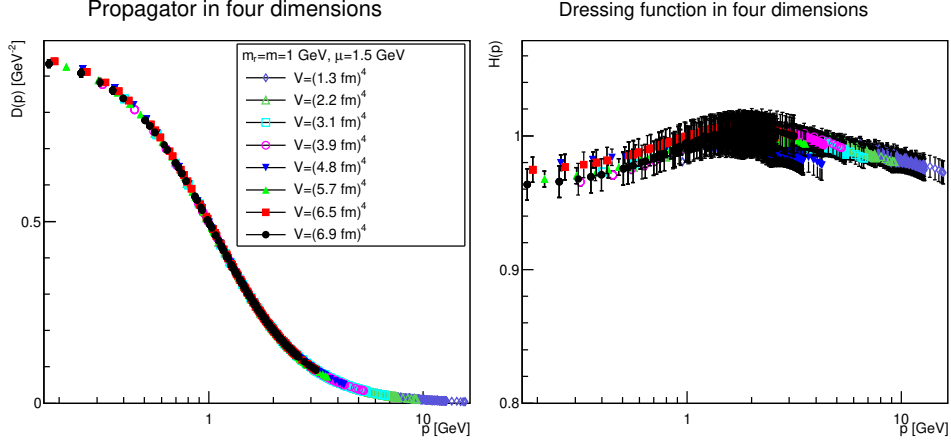 Propagator in four dimensions
D(p) [GeV⁻²]
0.5
0
1
10
p [GeV]
mᵣ=m=1 GeV, μ=1.5 GeV
V=(1.3 fm)⁴
V=(2.2 fm)⁴
V=(3.1 fm)⁴
V=(3.9 fm)⁴
V=(4.8 fm)⁴
V=(5.7 fm)⁴
V=(6.5 fm)⁴
V=(6.9 fm)⁴
Dressing function in four dimensions
H(p)
1
0.9
0.8
1
10
p [GeV]